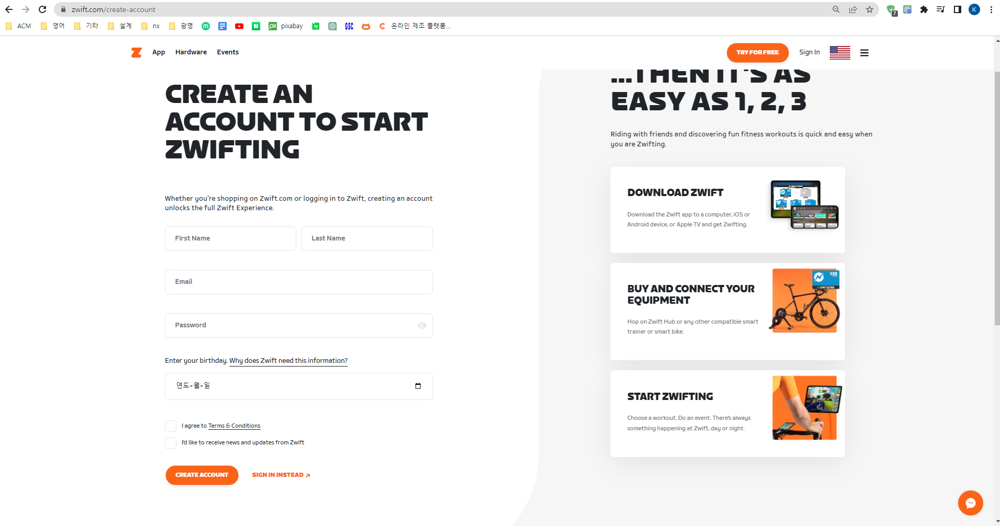 zwift.com/create-account
7
K
ACM
영어
기타
설계
nx
광명
pixabay
GSC
온라인 제조 플랫폼...
App
Hardware
Events
TRY FOR FREE
Sign In
CREATE AN
ACCOUNT TO START
ZWIFTING
Whether you're shopping on Zwift.com or logging in to Zwift, creating an account
unlocks the full Zwift Experience.
First Name
Last Name
Email
Password
Enter your birthday. Why does Zwift need this information?
연도-월-일
I agree to Terms & Conditions
I'd like to receive news and updates from Zwift
CREATE ACCOUNT
SIGN IN INSTEAD
...THEN IT'S AS
EASY AS 1, 2, 3
Riding with friends and discovering fun fitness workouts is quick and easy when
you are Zwifting.
DOWNLOAD ZWIFT
Download the Zwift app to a computer, iOS or
Android device, or Apple TV and get Zwifting.
BUY AND CONNECT YOUR
EQUIPMENT
Hop on Zwift Hub or any other compatible smart
trainer or smart bike.
132
CONNECTED
START ZWIFTING
Choose a workout. Do an event. There's always
something happening at Zwift, day or night.